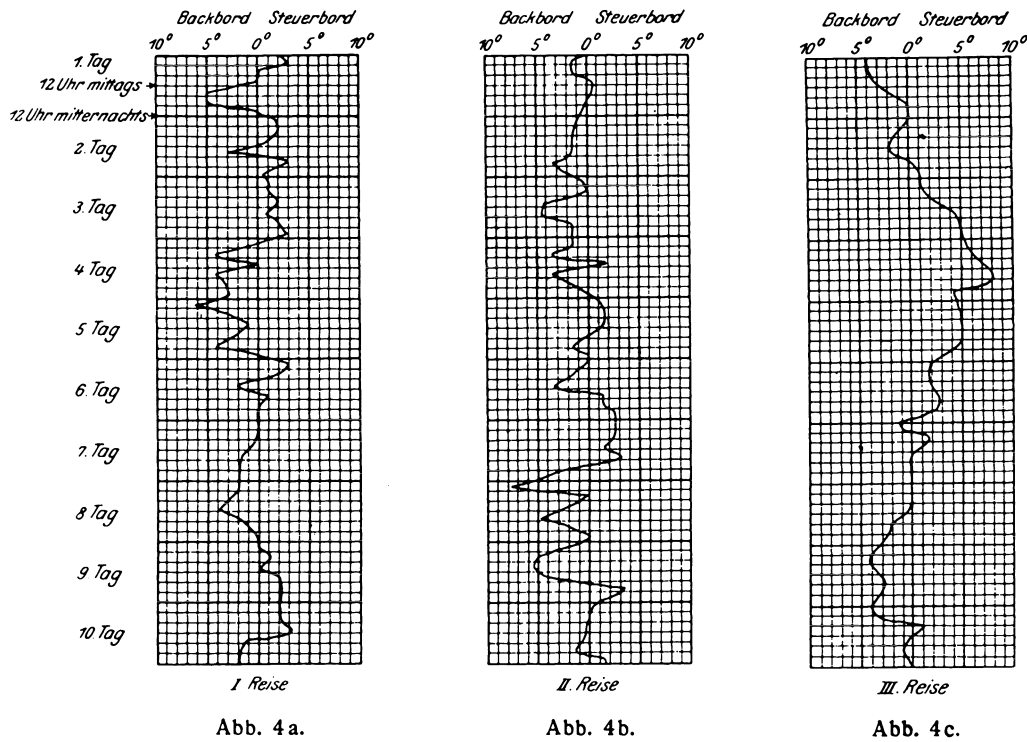 Backbord Steuerbord
10° 5° 0° 5° 10°
1. Tag
12 Uhr mittags
12 Uhr mitternachts
2. Tag
3. Tag
4 Tag
5 Tag
6. Tag
7. Tag
8 Tag
9 Tag
10 Tag
I Reise
Abb. 4a.
Backbord Steuerbord
10° 5° 0° 5° 10°
II. Reise
Abb. 4b.
Backbord Steuerbord
10° 5° 0° 5° 10°
III. Reise
Abb. 4c.